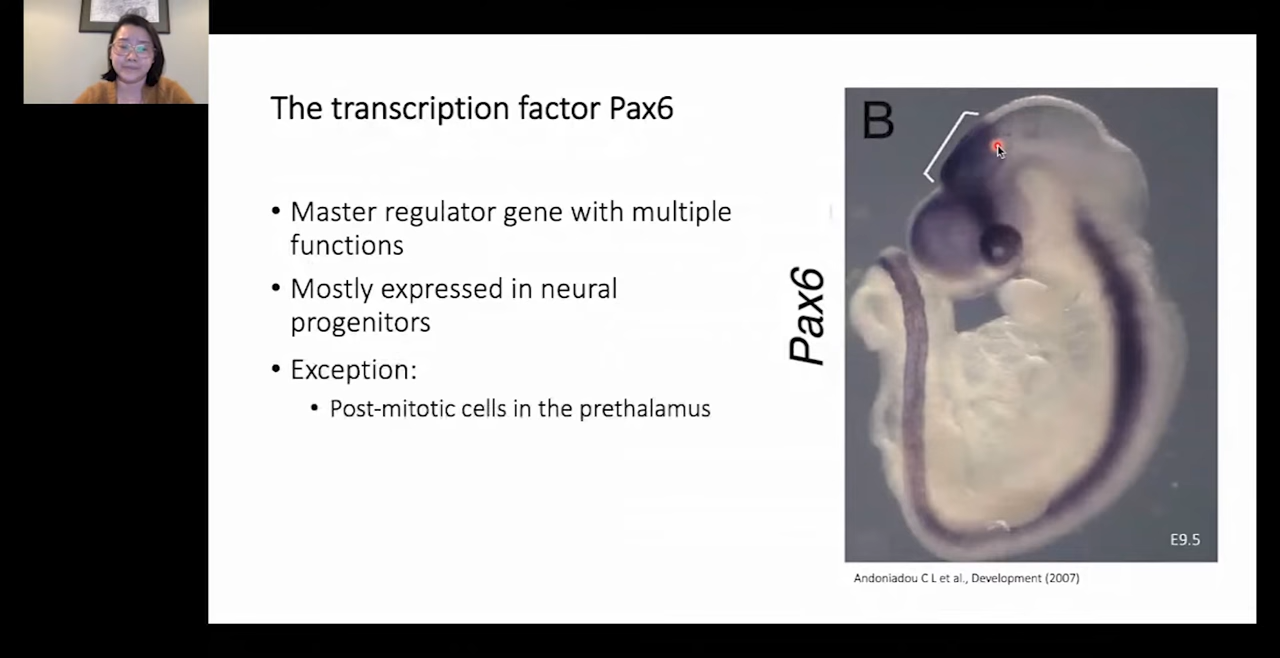 The transcription factor Pax6
• Master regulator gene with multiple
functions
• Mostly expressed in neural
progenitors
• Exception:
• Post-mitotic cells in the prethalamus
B
Pax6
E9.5
Andoniadou C L et al., Development (2007)